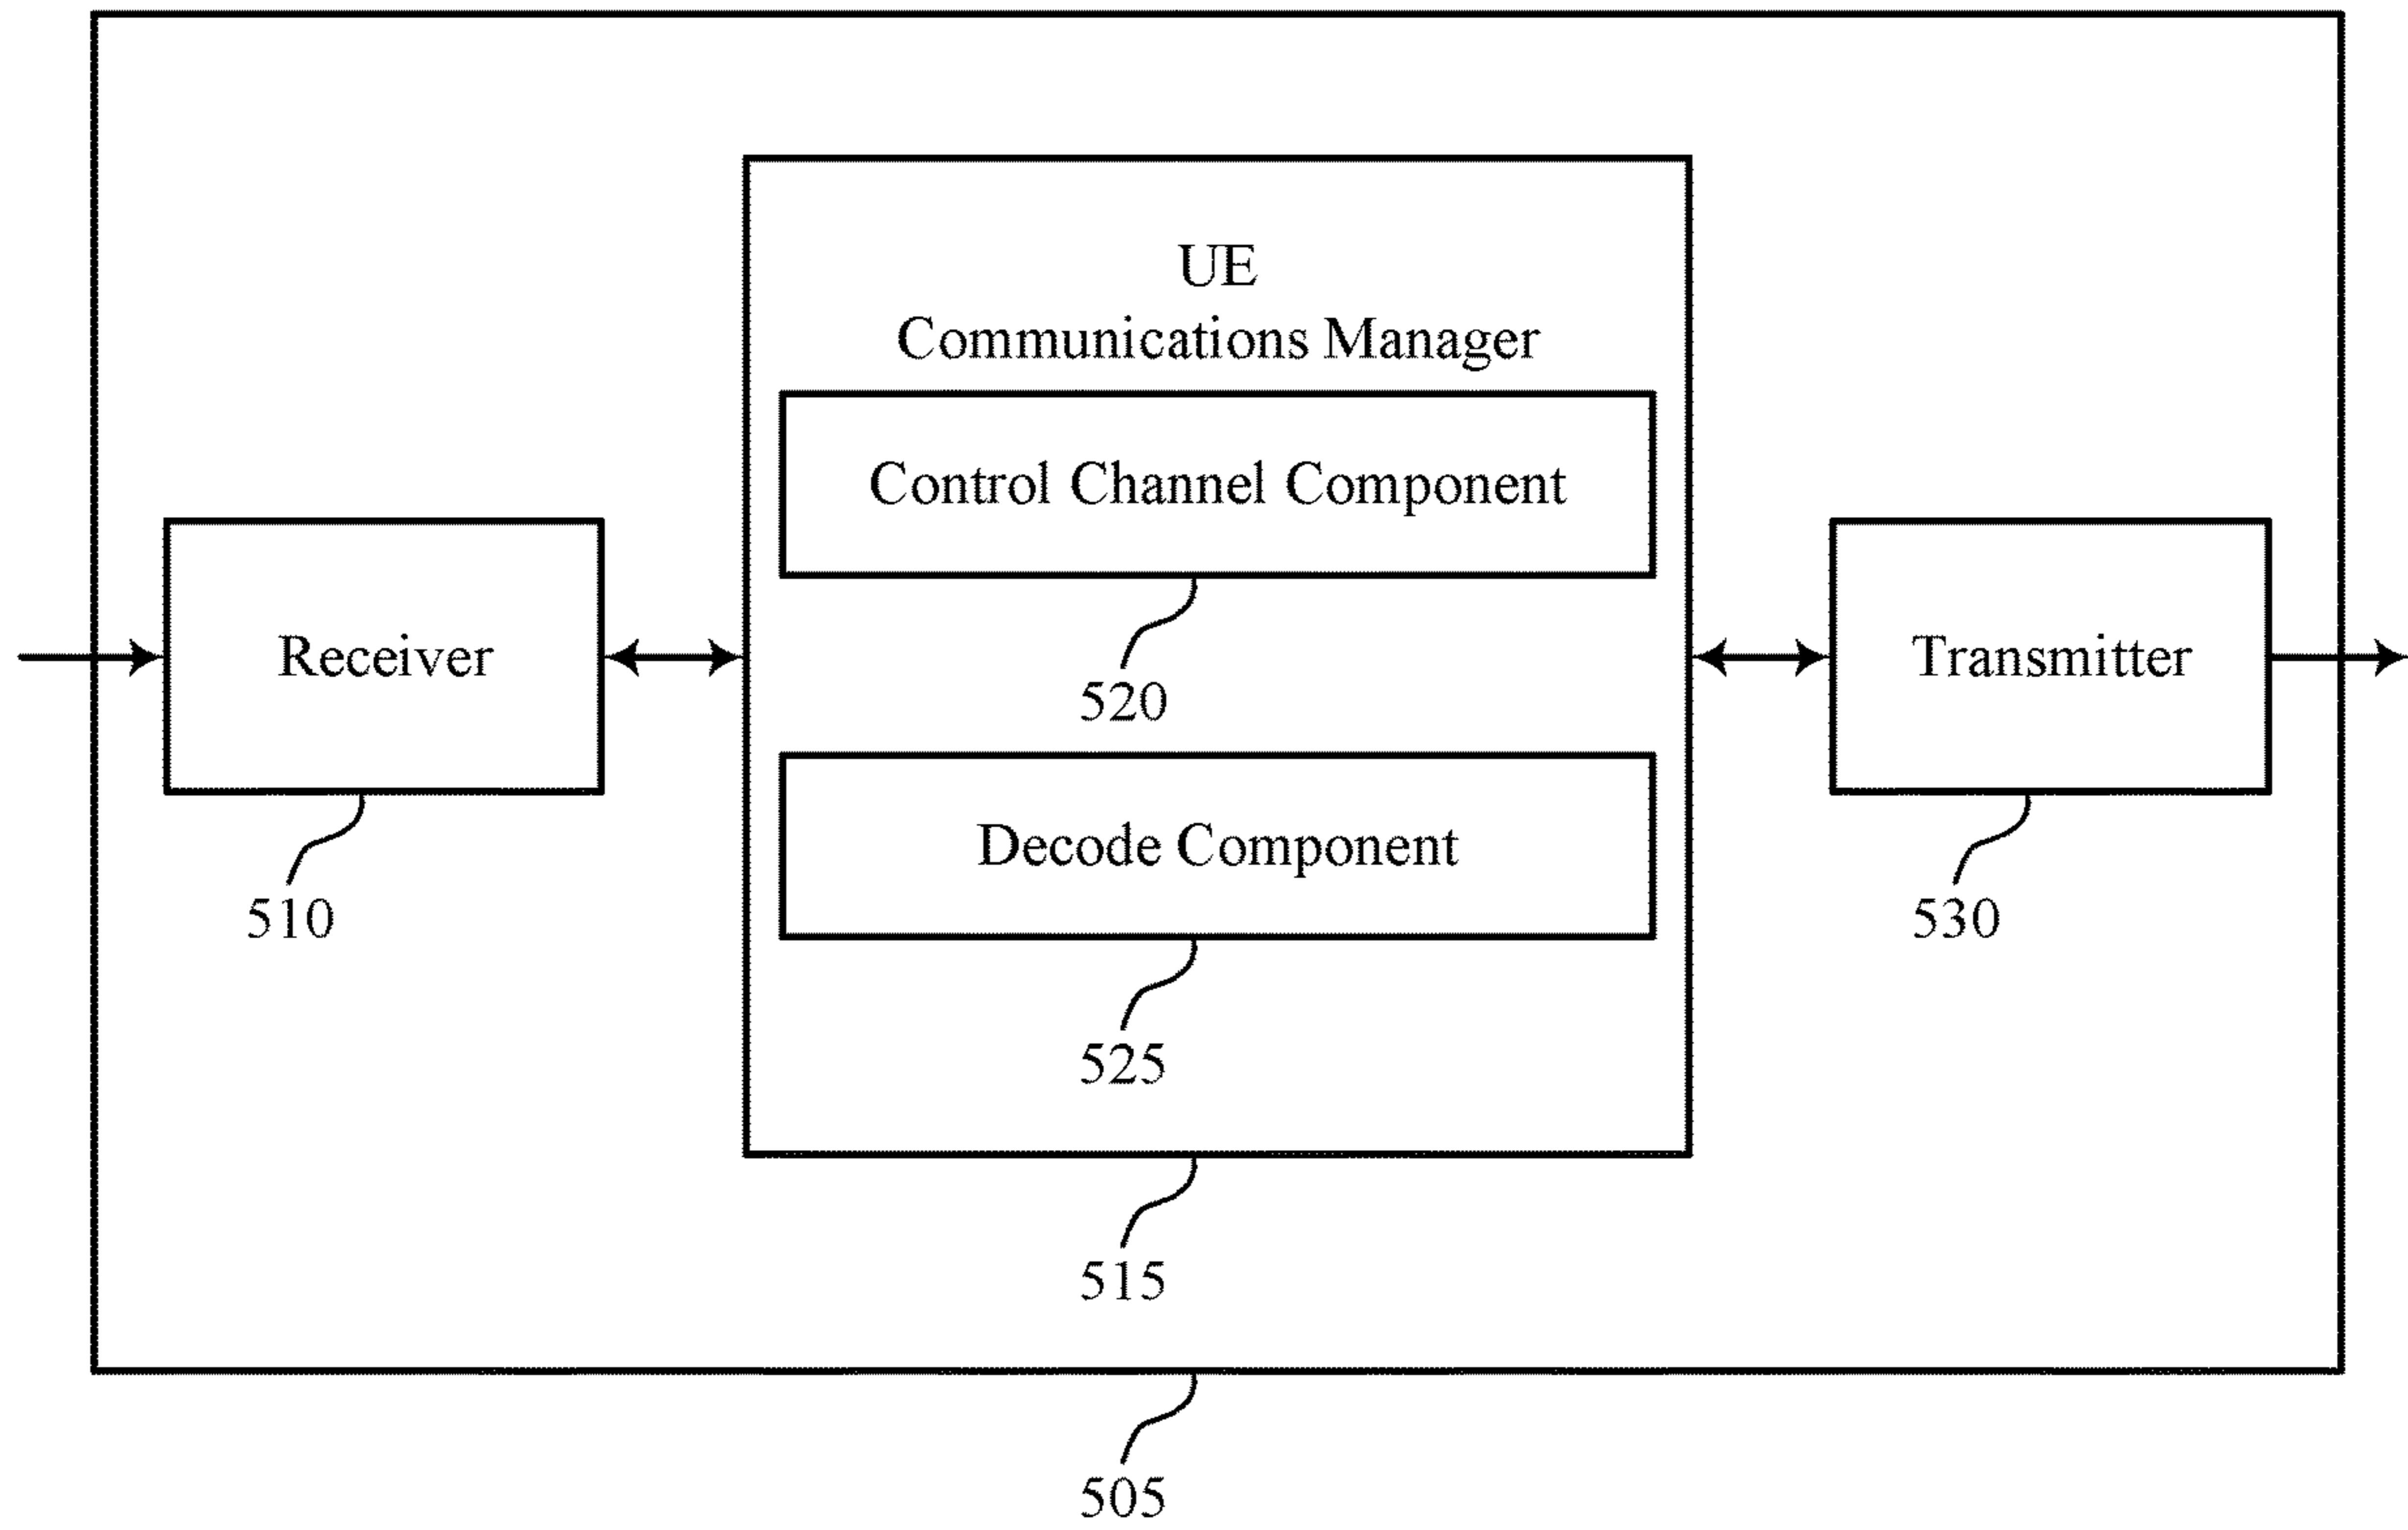 UE
Communications Manager
Control Channel Component
Receiver
Transmitter
520
Decode Component
510
530
525
515
505